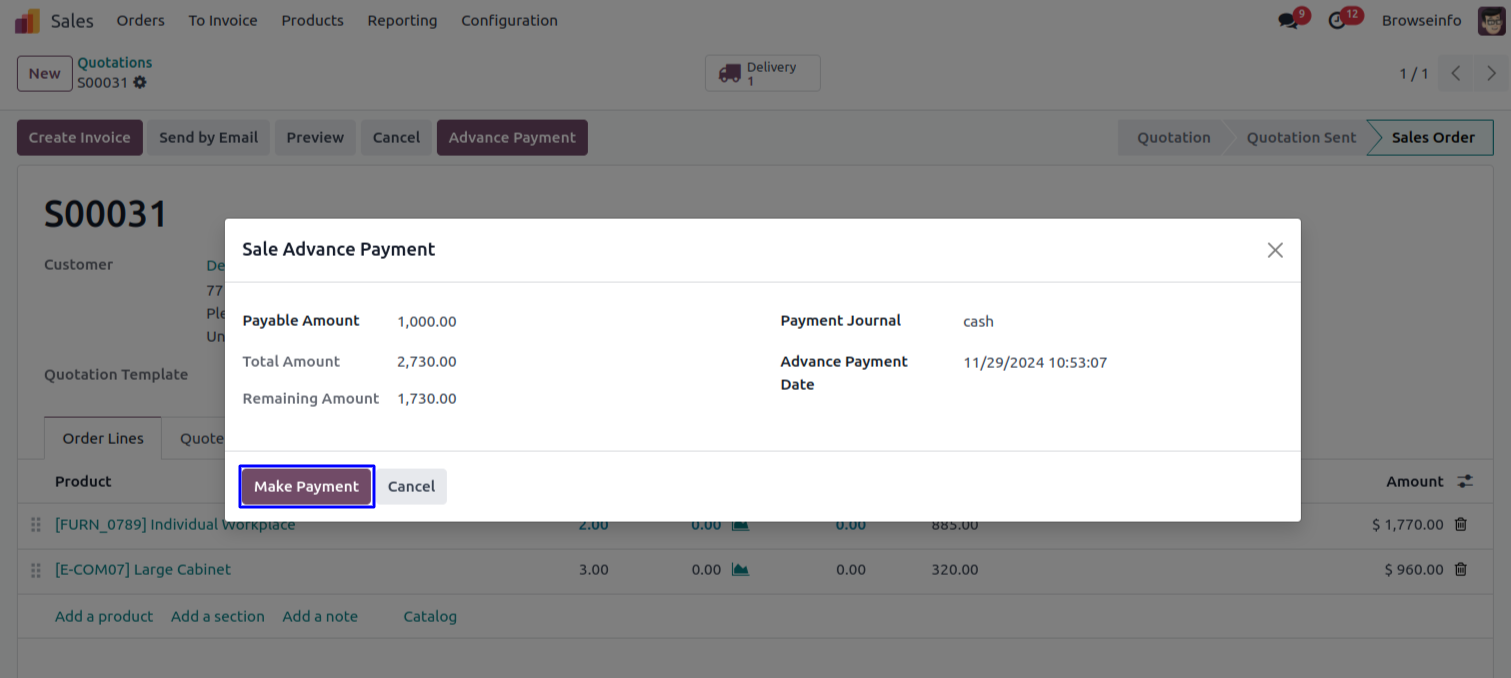 Sales Orders To Invoice Products Reporting Configuration 9 12 Browseinfo
New Quotations Delivery
S00031 1 1 / 1
Create Invoice Send by Email Preview Cancel Advance Payment Quotation Quotation Sent Sales Order
S00031
Sale Advance Payment
Customer De
77
Ple
Un
Payable Amount 1,000.00 Payment Journal cash
Total Amount 2,730.00 Advance Payment Date 11/29/2024 10:53:07
Remaining Amount 1,730.00
Quotation Template
Order Lines Quote
Make Payment Cancel
Product Amount
[FURN_0789] Individual Workplace 2.00 0.00 0.00 885.00 $ 1,770.00
[E-COM07] Large Cabinet 3.00 0.00 0.00 320.00 $ 960.00
Add a product Add a section Add a note Catalog